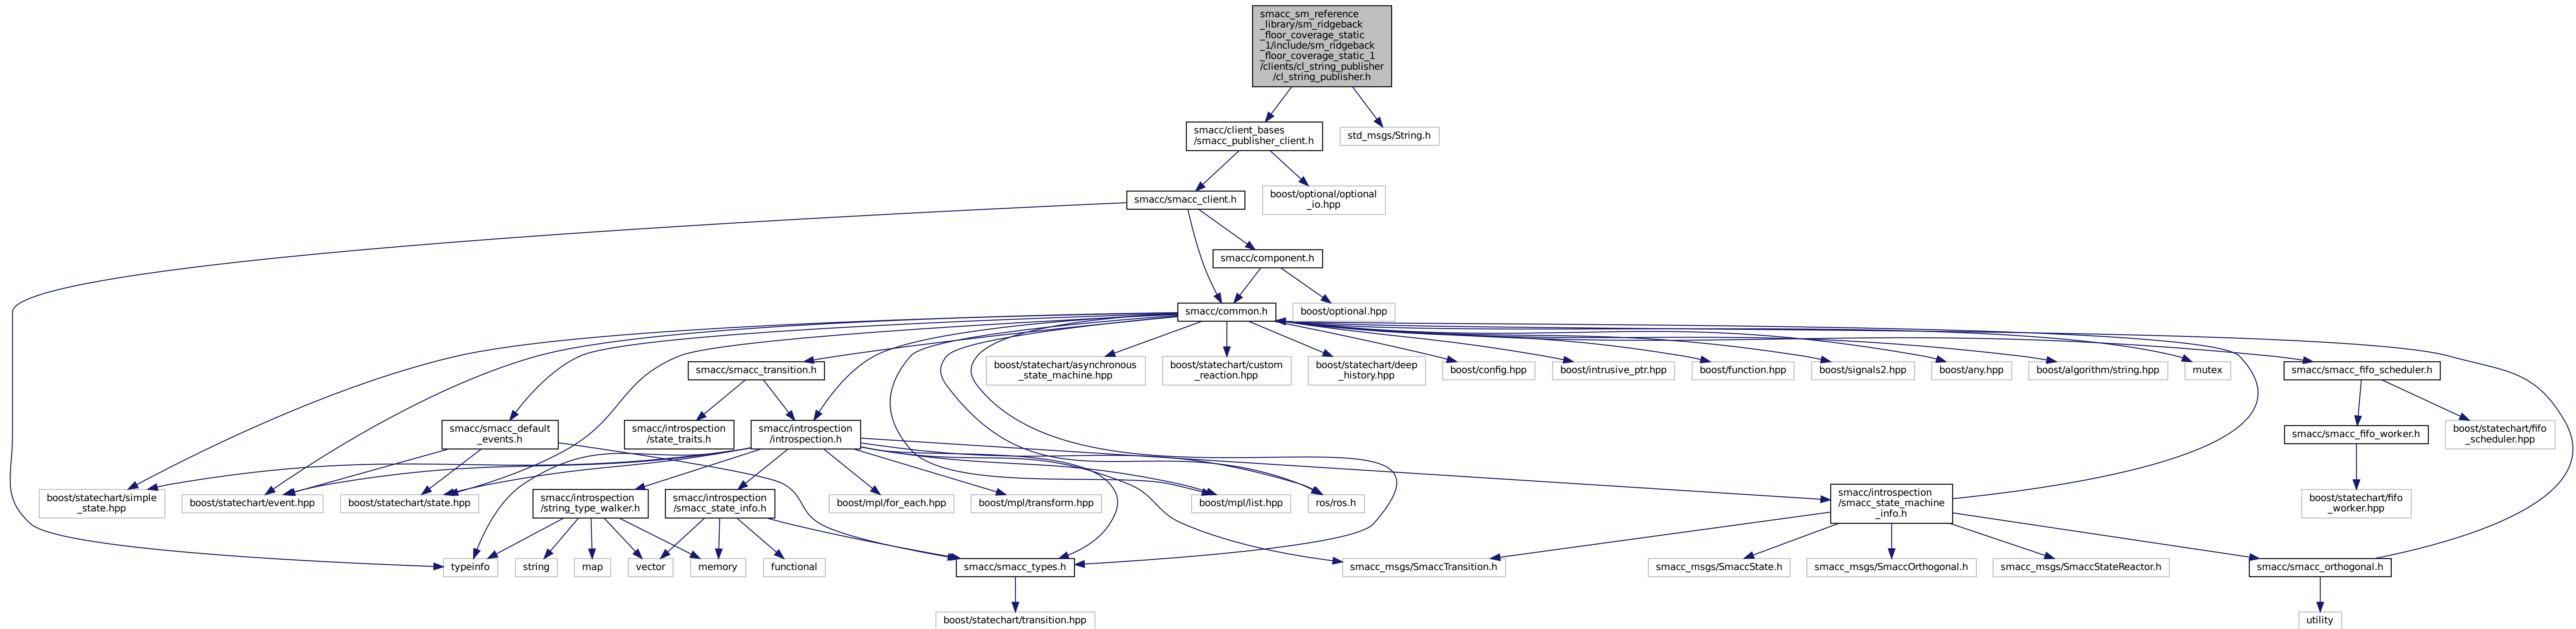 smacc_sm_reference
_library/sm_ridgeback
_floor_coverage_static
_1/include/sm_ridgeback
_floor_coverage_static_1
/clients/cl_string_publisher
/cl_string_publisher.h
smacc/client_bases
/smacc_publisher_client.h
std_msgs/String.h
smacc/smacc_client.h
boost/optional/optional
_io.hpp
smacc/component.h
smacc/common.h
boost/optional.hpp
smacc/smacc_transition.h
boost/statechart/asynchronous
_state_machine.hpp
boost/statechart/custom
_reaction.hpp
boost/statechart/deep
_history.hpp
boost/config.hpp
boost/intrusive_ptr.hpp
boost/function.hpp
boost/signals2.hpp
boost/any.hpp
boost/algorithm/string.hpp
mutex
smacc/smacc_fifo_scheduler.h
smacc/smacc_default
_events.h
smacc/introspection
/state_traits.h
smacc/introspection
/introspection.h
smacc/smacc_fifo_worker.h
boost/statechart/fifo
_scheduler.hpp
boost/statechart/simple
_state.hpp
boost/statechart/event.hpp
boost/statechart/state.hpp
smacc/introspection
/string_type_walker.h
smacc/introspection
/smacc_state_info.h
boost/mpl/for_each.hpp
boost/mpl/transform.hpp
boost/mpl/list.hpp
ros/ros.h
smacc/introspection
/smacc_state_machine
_info.h
boost/statechart/fifo
_worker.hpp
typeinfo
string
map
vector
memory
functional
smacc/smacc_types.h
smacc_msgs/SmaccTransition.h
smacc_msgs/SmaccState.h
smacc_msgs/SmaccOrthogonal.h
smacc_msgs/SmaccStateReactor.h
smacc/smacc_orthogonal.h
boost/statechart/transition.hpp
utility